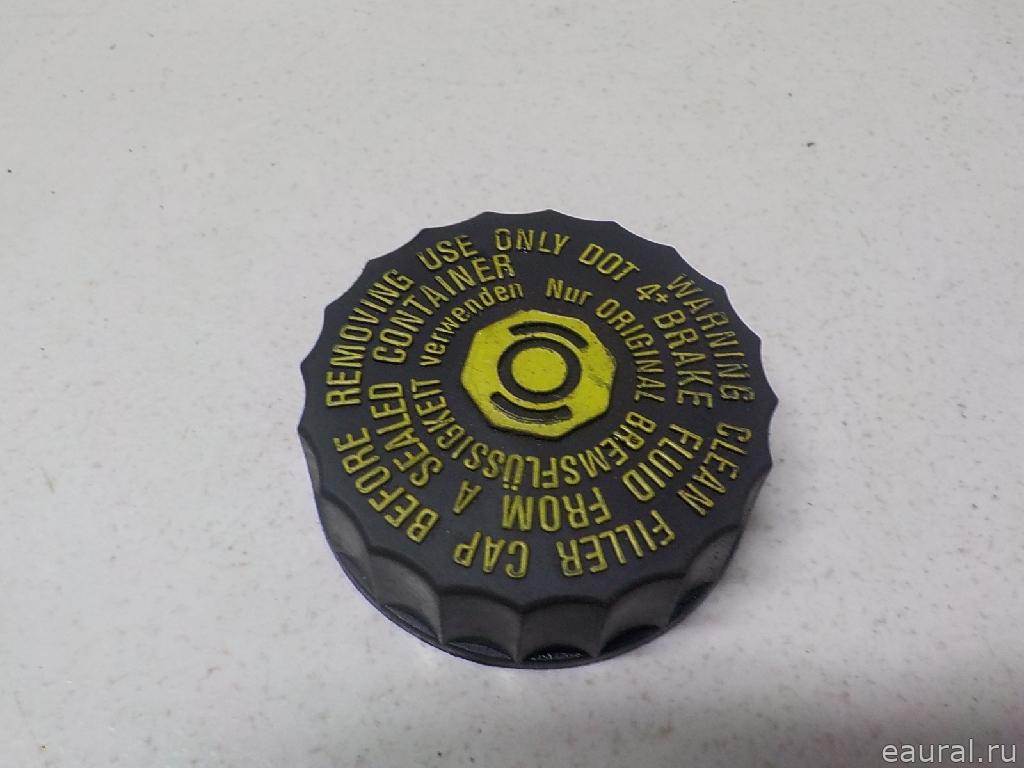 WARNING CLEAN FILLER CAP BEFORE REMOVING USE ONLY DOT
4+ BRAKE FLUID FROM A SEALED CONTAINER
Nur ORIGINAL BREMSFLÜSSIGKEIT verwenden
eaural.ru